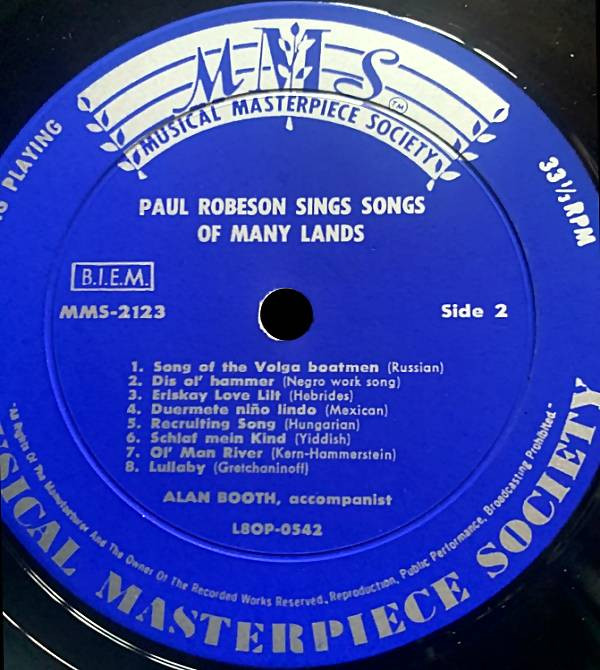 MMS TM
MUSICAL MASTERPIECE SOCIETY
PLAYING
33 1/3 RPM
PAUL ROBESON SINGS SONGS
OF MANY LANDS
B.I.E.M.
MMS-2123
Side 2
1. Song of the Volga boatmen (Russian)
2. Dis ol' hammer (Negro work song)
3. Eriskay Love Lilt (Hebrides)
4. Duermete niño lindo (Mexican)
5. Recruiting Song (Hungarian)
6. Schlaf mein Kind (Yiddish)
7. Ol' Man River (Kern-Hammerstein)
8. Lullaby (Gretchaninoff)
ALAN BOOTH, accompanist
L8OP-0542
"All Rights Of The Manufacturer And The Owner Of The Recorded Works Reserved. Reproduction, Public Performance, Broadcasting Prohibited."
USICAL MASTERPIECE SOCIETY